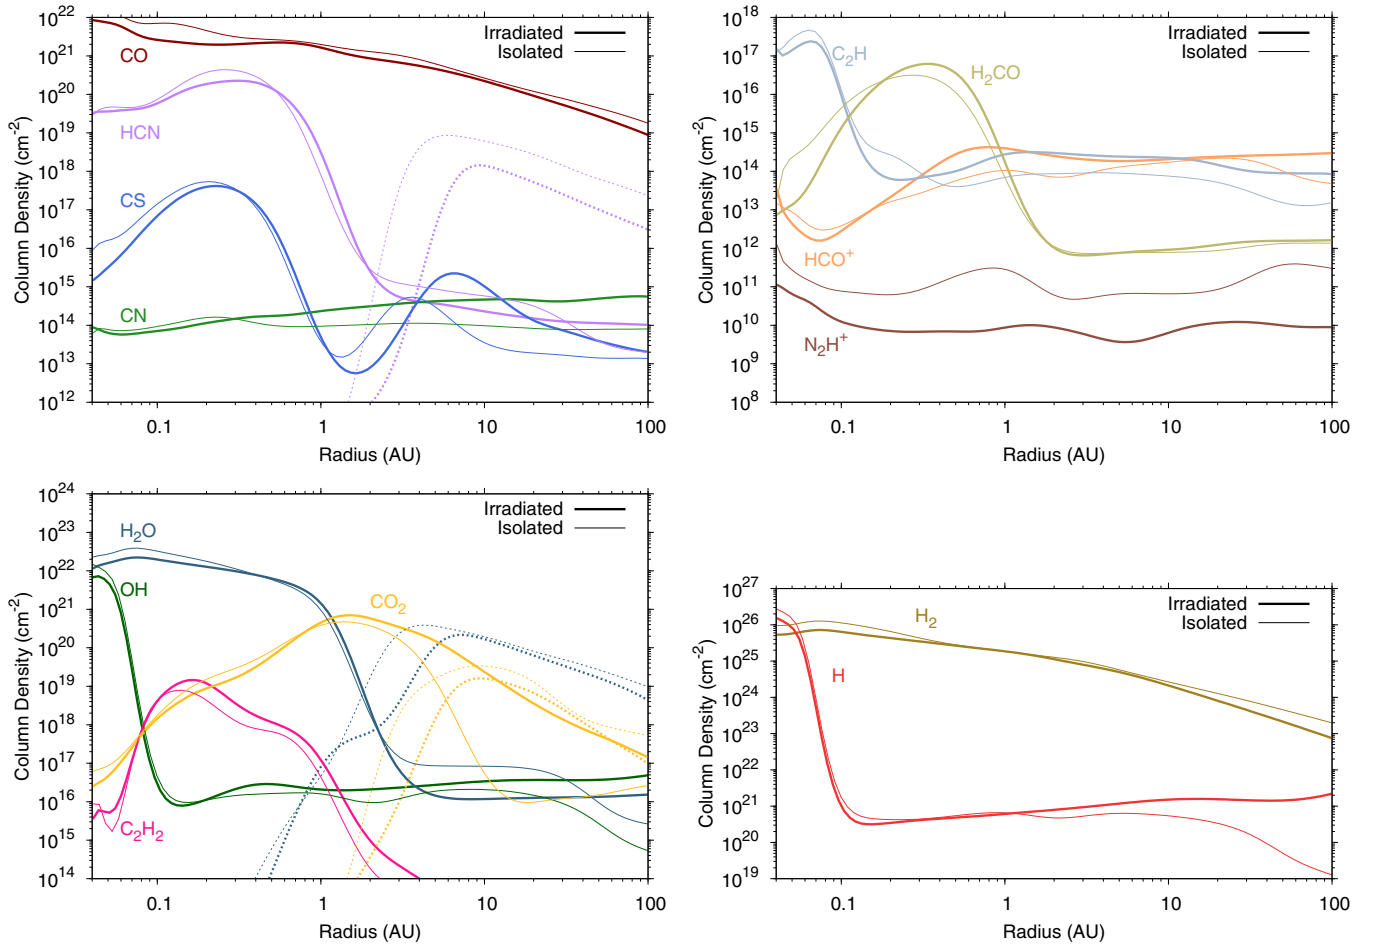 10^22
10^21
10^20
10^19
10^18
10^17
10^16
10^15
10^14
10^13
10^12
Column Density (cm^-2)
CO
HCN
CS
CN
Irradiated
Isolated
0.1 1 10 100
Radius (AU)
10^18
10^17
10^16
10^15
10^14
10^13
10^12
10^11
10^10
10^9
10^8
Column Density (cm^-2)
C₂H
H₂CO
HCO⁺
N₂H⁺
Irradiated
Isolated
0.1 1 10 100
Radius (AU)
10^24
10^23
10^22
10^21
10^20
10^19
10^18
10^17
10^16
10^15
10^14
Column Density (cm^-2)
H₂O
OH
CO₂
C₂H₂
Irradiated
Isolated
0.1 1 10 100
Radius (AU)
10^27
10^26
10^25
10^24
10^23
10^22
10^21
10^20
10^19
Column Density (cm^-2)
H₂
H
Irradiated
Isolated
0.1 1 10 100
Radius (AU)